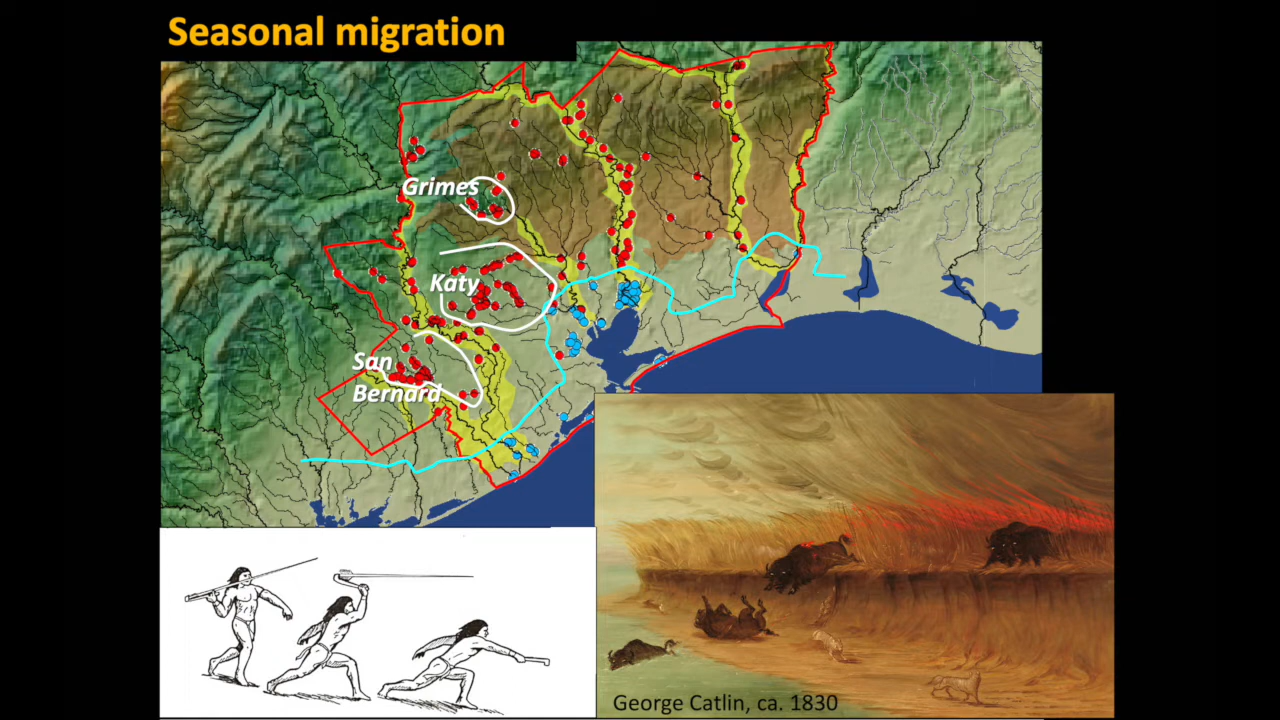 Seasonal migration
Grimes
Katy
San
Bernard
George Catlin, ca. 1830